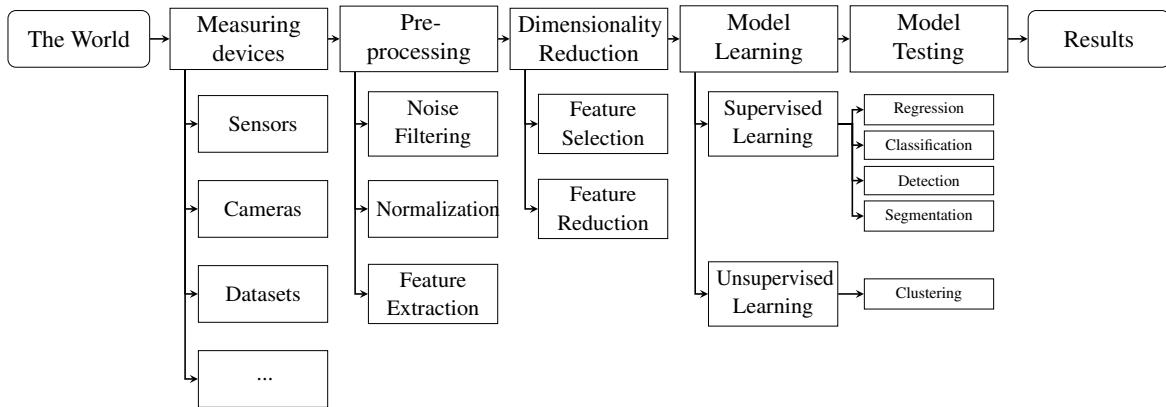 The World
Measuring
devices
Pre-
processing
Dimensionality
Reduction
Model
Learning
Model
Testing
Results
Sensors
Cameras
Datasets
...
Noise
Filtering
Normalization
Feature
Extraction
Feature
Selection
Feature
Reduction
Supervised
Learning
Regression
Classification
Detection
Segmentation
Unsupervised
Learning
Clustering